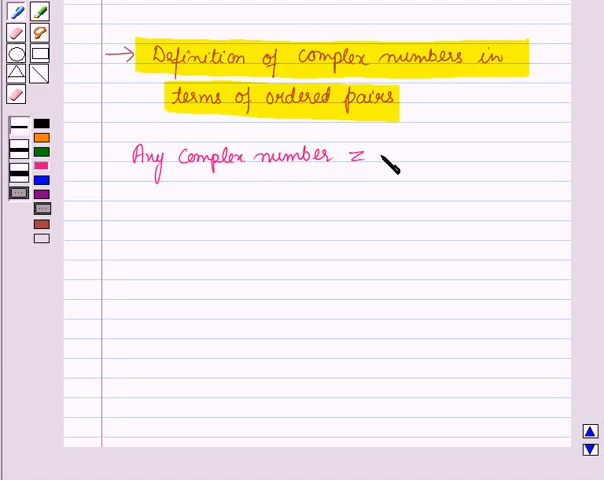 → Definition of complex numbers in
terms of ordered pairs
Any complex number z